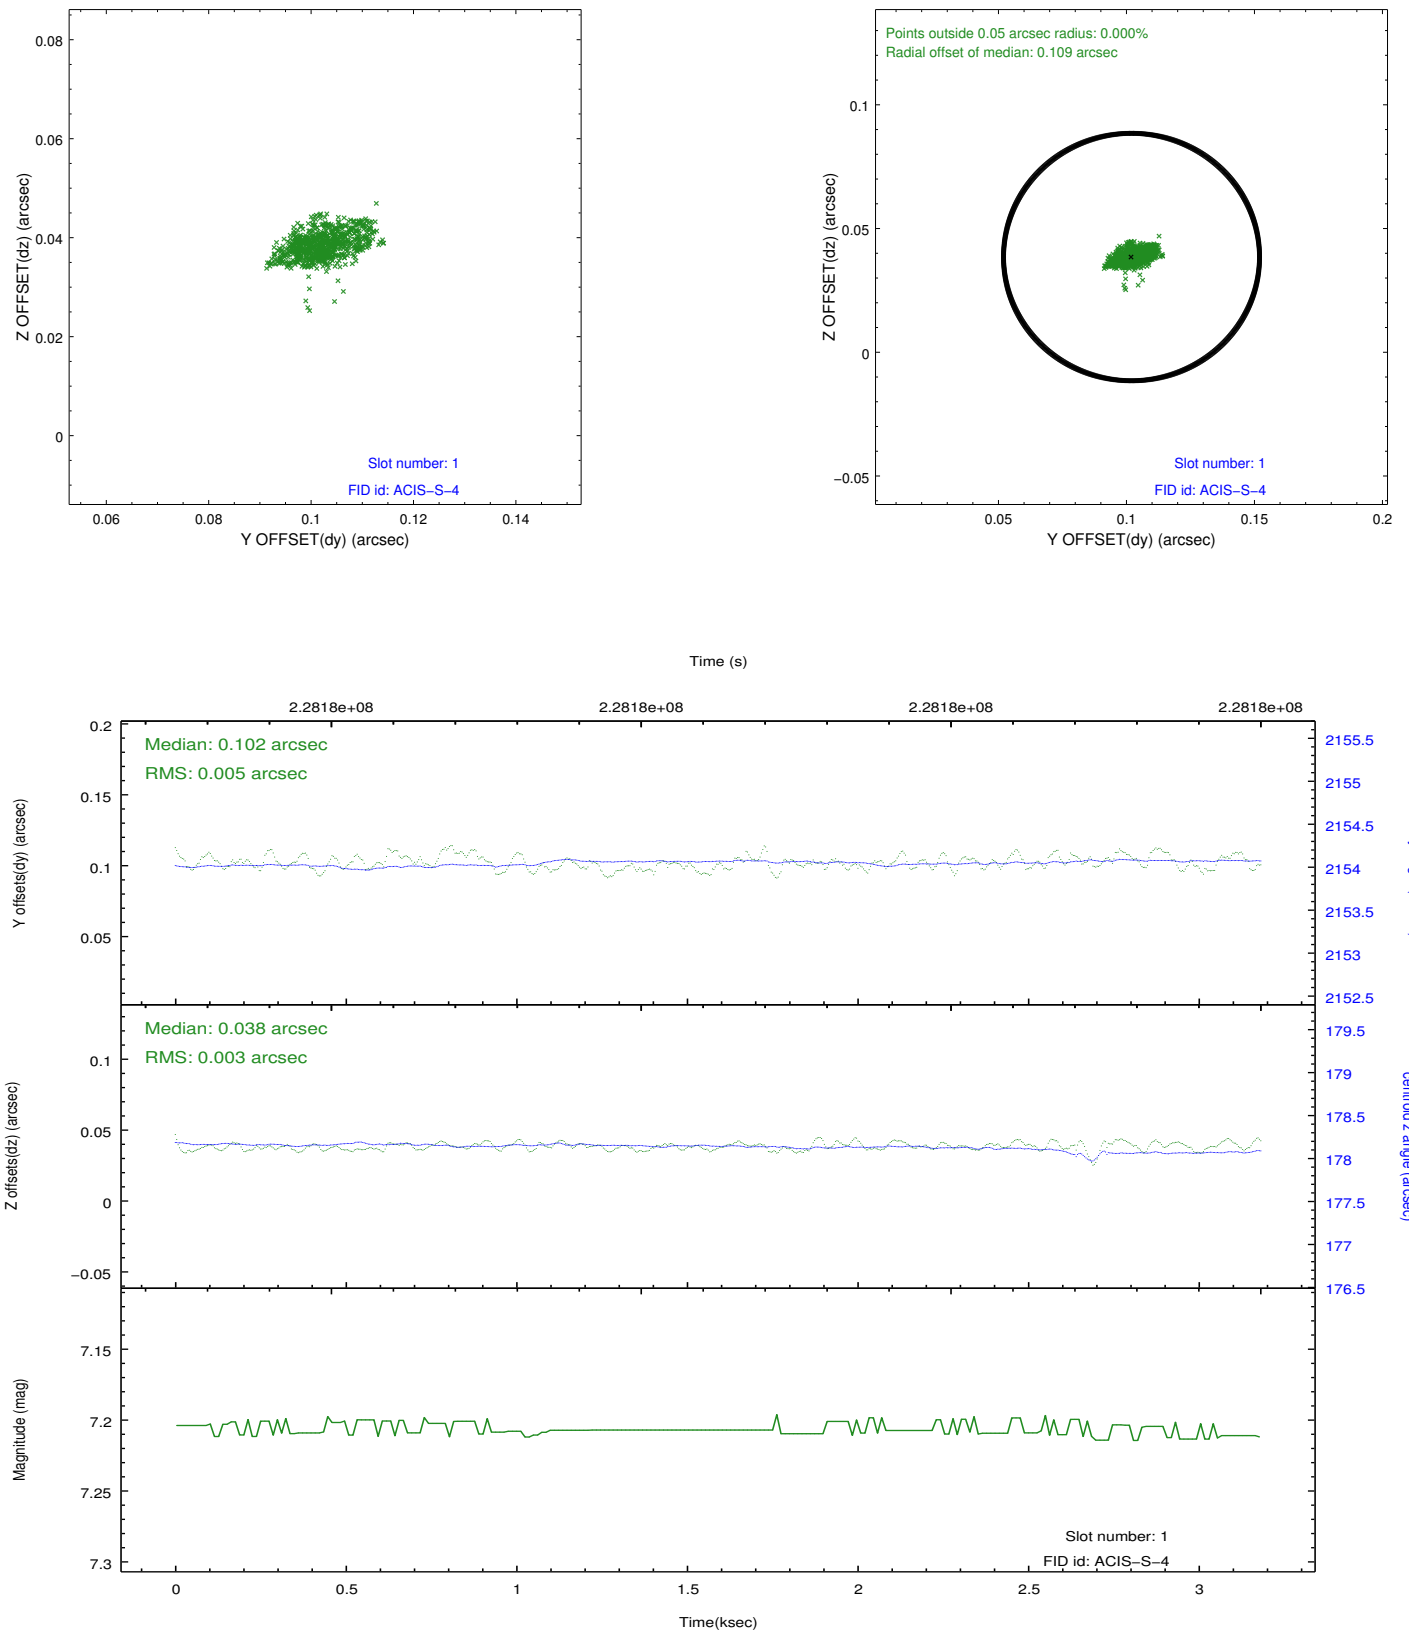 0.08
0.06
0.04
0.02
0
Z OFFSET(dz) (arcsec)
Slot number: 1
FID id: ACIS−S−4
0.06 0.08 0.1 0.12 0.14
Y OFFSET(dy) (arcsec)
Points outside 0.05 arcsec radius: 0.000%
Radial offset of median: 0.109 arcsec
0.1
0.05
0
−0.05
Z OFFSET(dz) (arcsec)
Slot number: 1
FID id: ACIS−S−4
0.05 0.1 0.15 0.2
Y OFFSET(dy) (arcsec)
Time (s)
2.2818e+08 2.2818e+08 2.2818e+08 2.2818e+08
Median: 0.102 arcsec
RMS: 0.005 arcsec
0.2
0.15
0.1
0.05
Y offsets(dy) (arcsec)
2155.5
2155
2154.5
2154
2153.5
2153
2152.5
Median: 0.038 arcsec
RMS: 0.003 arcsec
0.1
0.05
0
−0.05
Z offsets(dz) (arcsec)
179.5
179
178.5
178
177.5
177
176.5
centroid z angle (arcsec)
7.15
7.2
7.25
7.3
Magnitude (mag)
Slot number: 1
FID id: ACIS−S−4
0 0.5 1 1.5 2 2.5 3
Time(ksec)